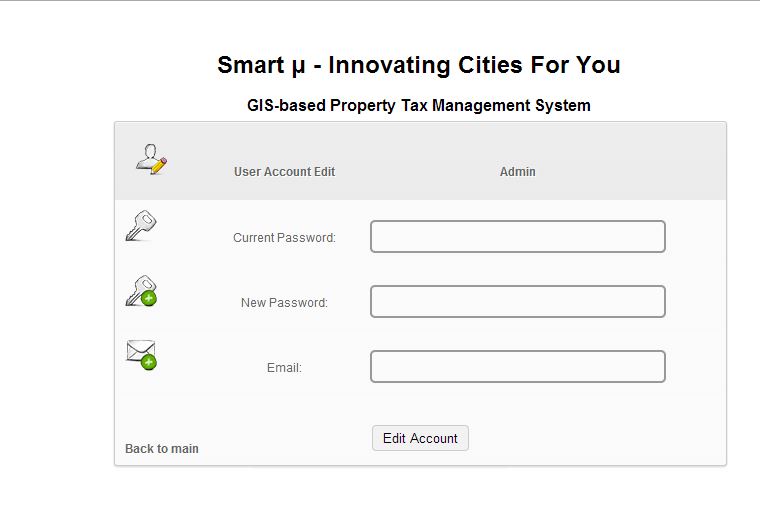 Smart μ - Innovating Cities For You
GIS-based Property Tax Management System
User Account Edit Admin
Current Password:
New Password:
Email:
Edit Account
Back to main